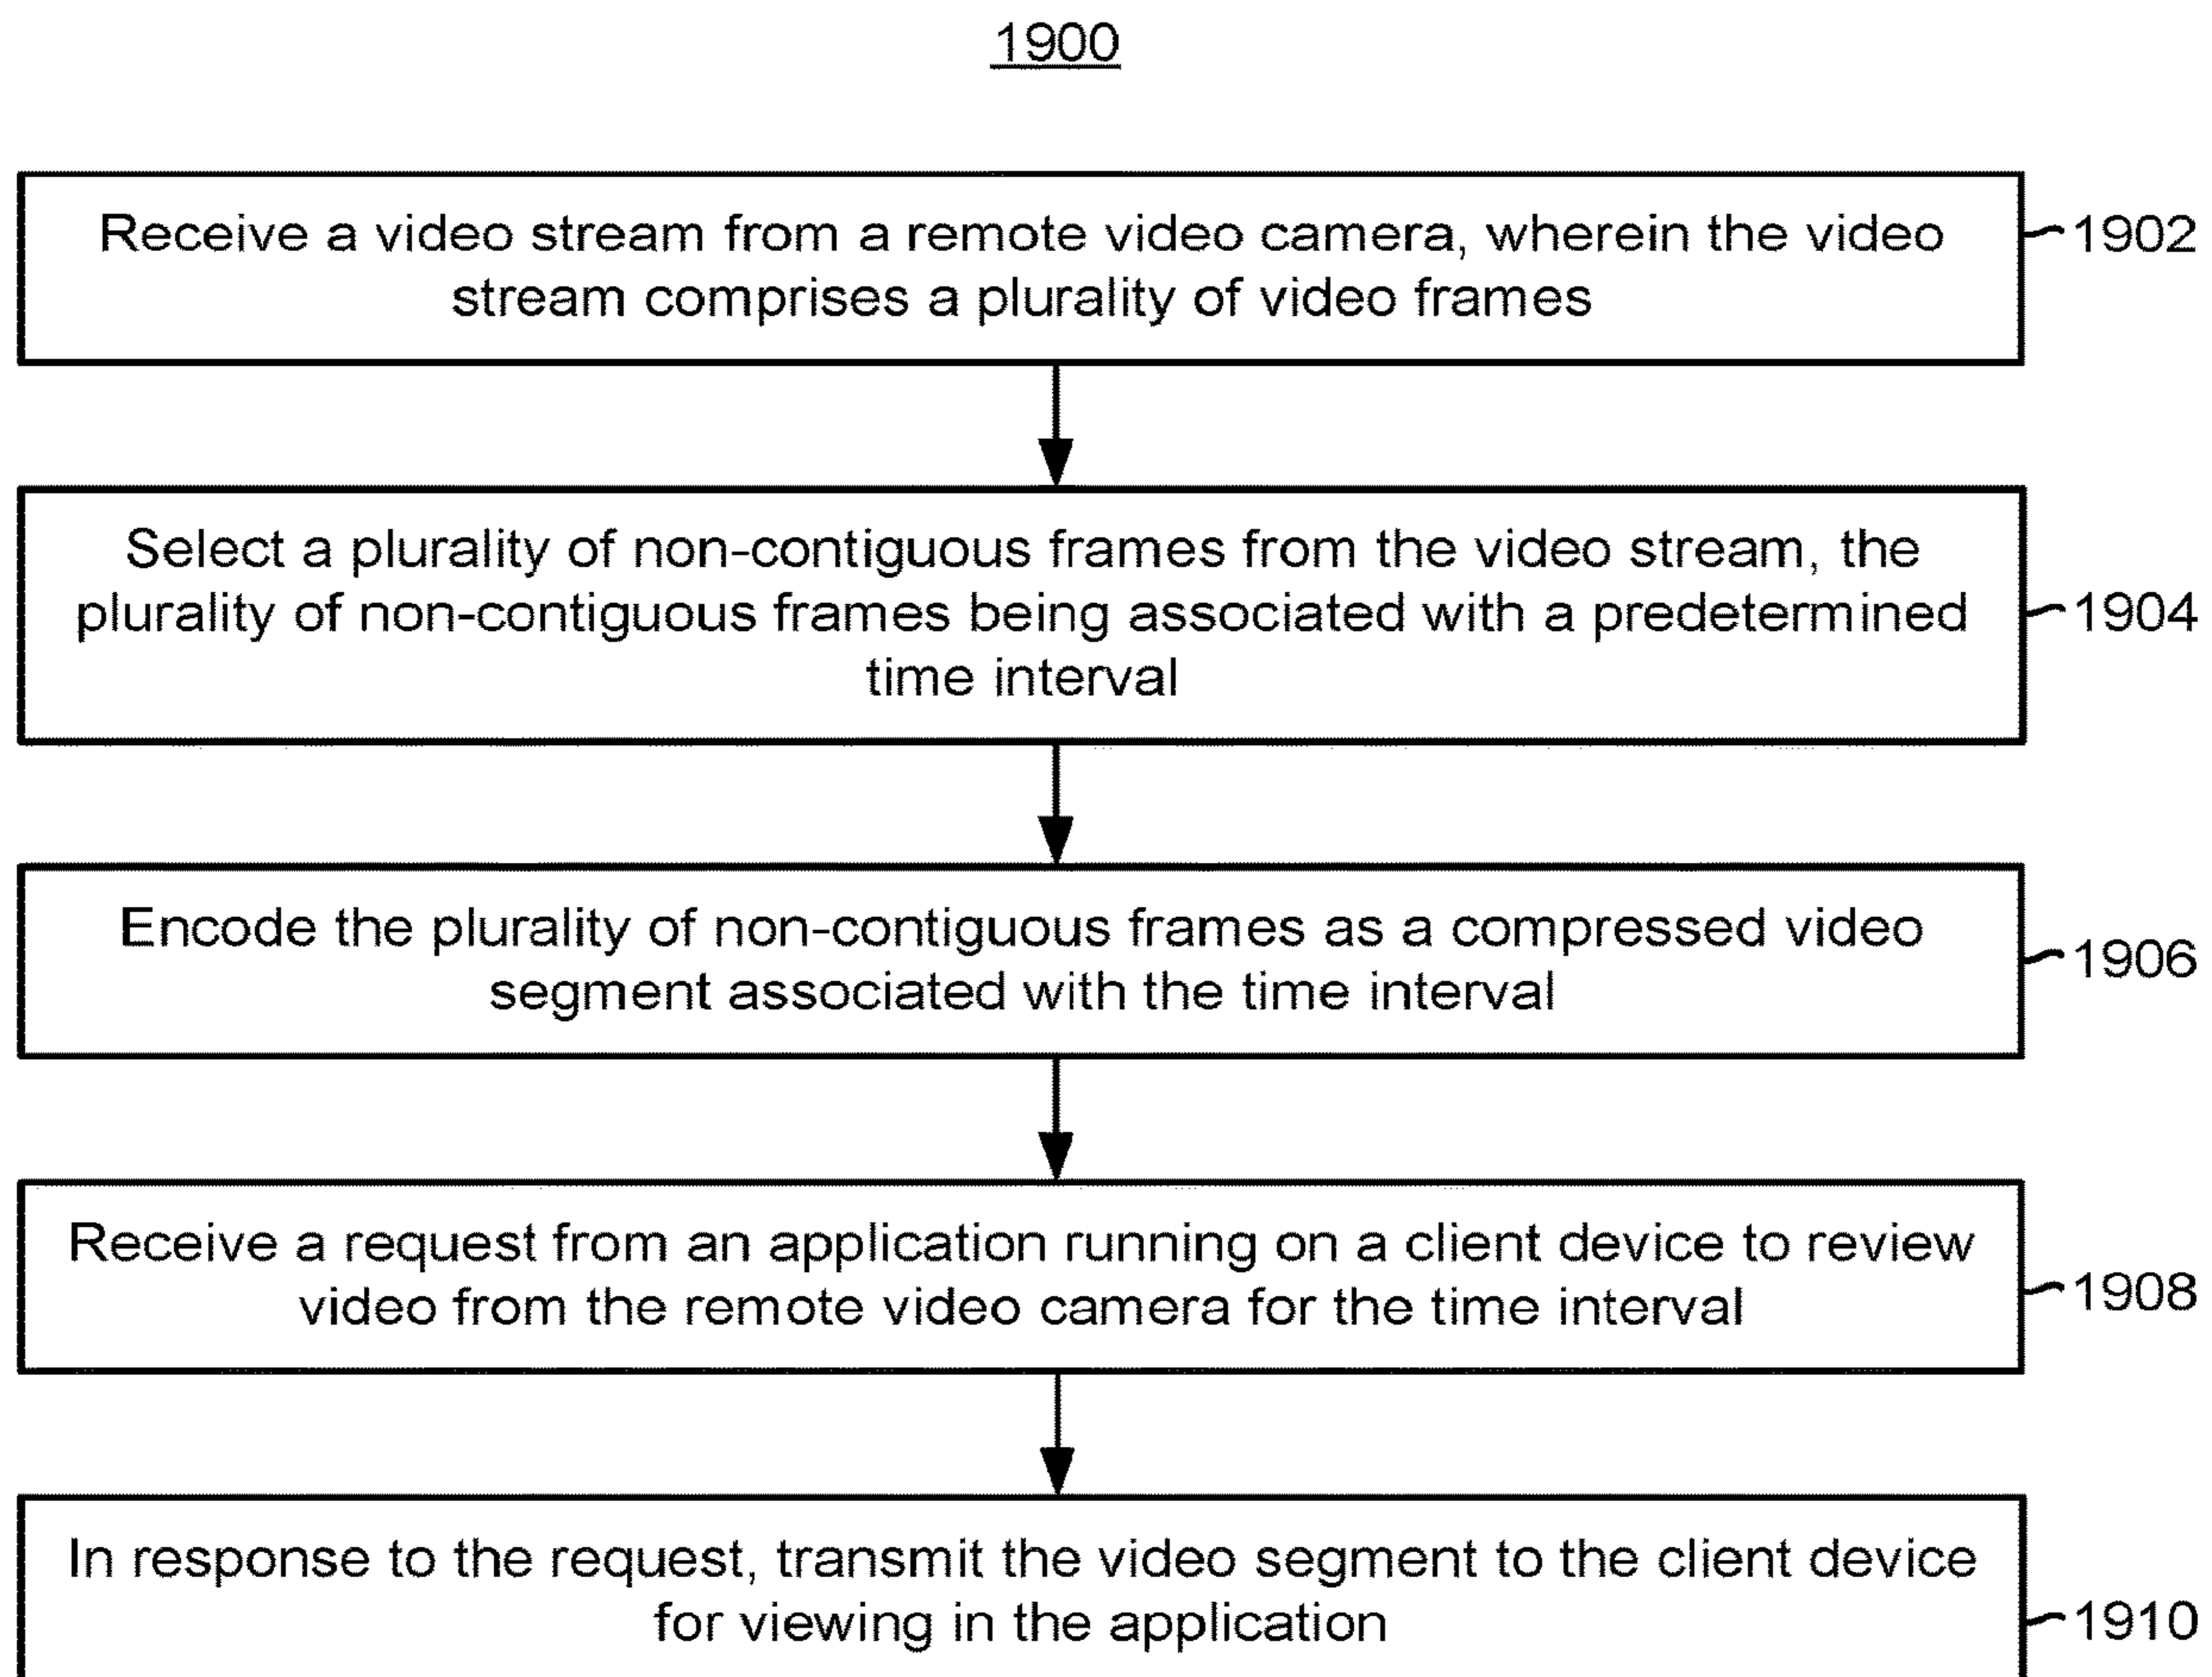 1900
Receive a video stream from a remote video camera, wherein the video
stream comprises a plurality of video frames
1902
Select a plurality of non-contiguous frames from the video stream, the
plurality of non-contiguous frames being associated with a predetermined
time interval
1904
Encode the plurality of non-contiguous frames as a compressed video
segment associated with the time interval
1906
Receive a request from an application running on a client device to review
video from the remote video camera for the time interval
1908
In response to the request, transmit the video segment to the client device
for viewing in the application
1910